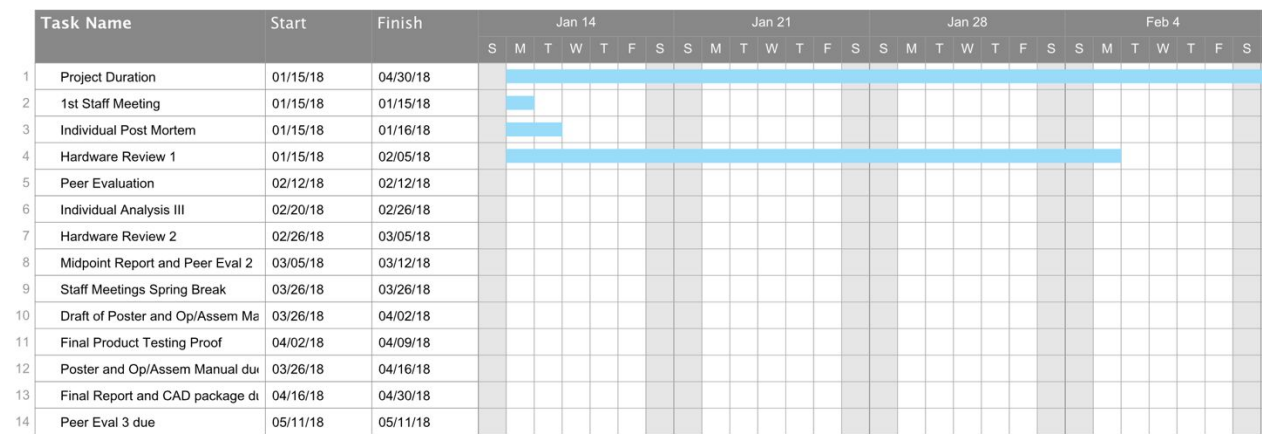 Task Name Start Finish Jan 14 Jan 21 Jan 28 Feb 4
S M T W T F S S M T W T F S S M T W T F S S M T W T F S
1 Project Duration 01/15/18 04/30/18
2 1st Staff Meeting 01/15/18 01/15/18
3 Individual Post Mortem 01/15/18 01/16/18
4 Hardware Review 1 01/15/18 02/05/18
5 Peer Evaluation 02/12/18 02/12/18
6 Individual Analysis III 02/20/18 02/26/18
7 Hardware Review 2 02/26/18 03/05/18
8 Midpoint Report and Peer Eval 2 03/05/18 03/12/18
9 Staff Meetings Spring Break 03/26/18 03/26/18
10 Draft of Poster and Op/Assem Ma 03/26/18 04/02/18
11 Final Product Testing Proof 04/02/18 04/09/18
12 Poster and Op/Assem Manual du 03/26/18 04/16/18
13 Final Report and CAD package du 04/16/18 04/30/18
14 Peer Eval 3 due 05/11/18 05/11/18